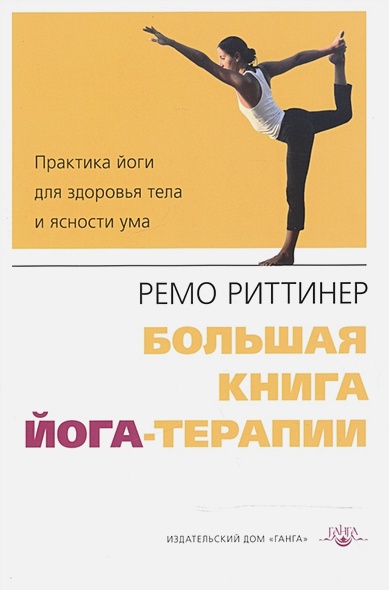 Практика йоги
для здоровья тела
и ясности ума
РЕМО РИТТИНЕР
БОЛЬШАЯ
КНИГА
ЙОГА-ТЕРАПИИ
ИЗДАТЕЛЬСКИЙ ДОМ «ГАНГА»
ГАНГА